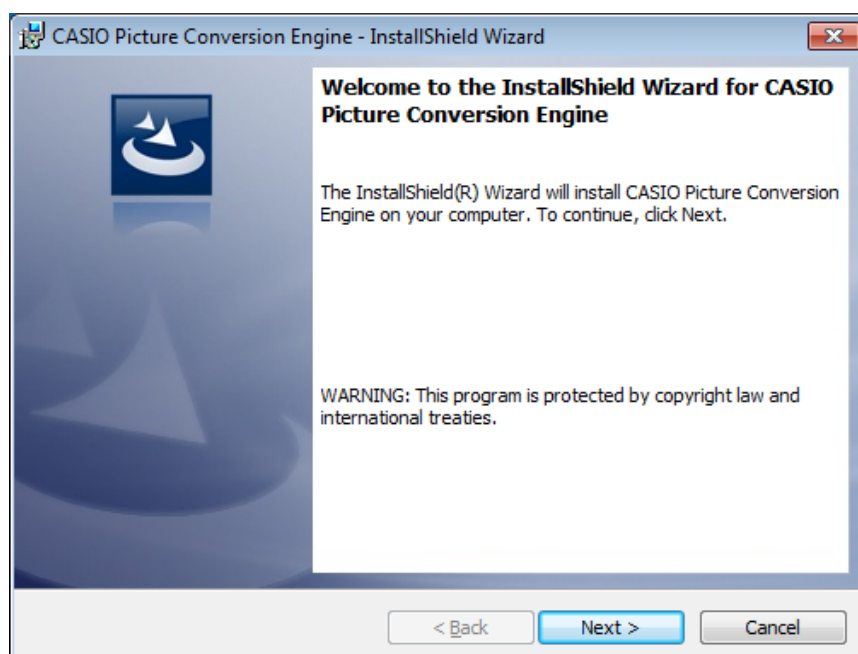 CASIO Picture Conversion Engine - InstallShield Wizard
Welcome to the InstallShield Wizard for CASIO
Picture Conversion Engine
The InstallShield(R) Wizard will install CASIO Picture Conversion
Engine on your computer. To continue, click Next.
WARNING: This program is protected by copyright law and
international treaties.
< Back
Next >
Cancel